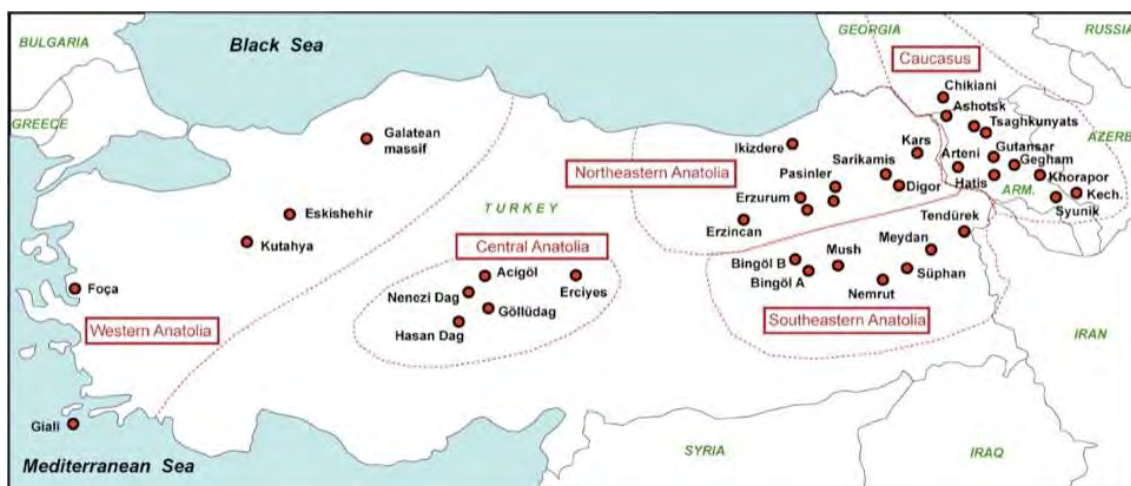 BULGARIA
Black Sea
GEORGIA
RUSSIA
Caucasus
Chikiani
Ashotsk
Tsaghkunyats
GREECE
Galatean
massif
Ikizdere
Kars
AZERB
Arteni
Gutansar
Gegham
Northeastern Anatolia
Pasinler
Sarikamis
Digor
Hatis
Khorapor
ARM.
Kech.
Erzurum
Syunik
Eskishehir
TURKEY
Erzincan
Tendürek
Kutahya
Central Anatolia
Meydan
Mush
Bingöl B
Acigöl
Bingöl A
Süphan
Foça
Nenezi Dag
Erciyes
Nemrut
Göllüdag
Western Anatolia
Hasan Dag
Southeastern Anatolia
IRAN
Giali
SYRIA
IRAQ
Mediterranean Sea